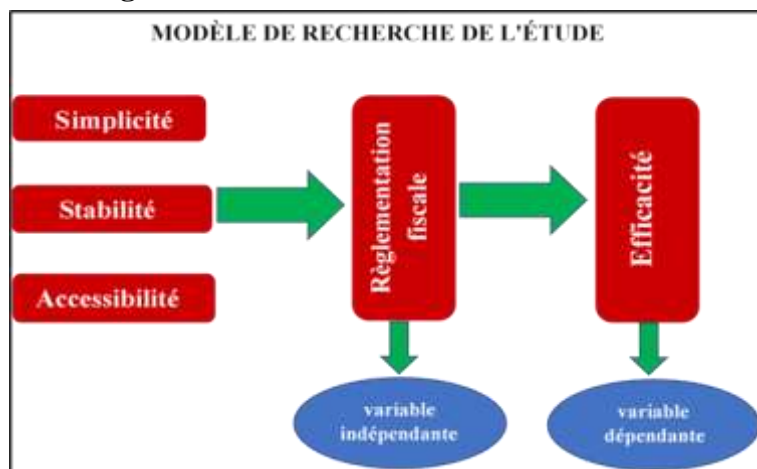 MODÈLE DE RECHERCHE DE L'ÉTUDE
Simplicité
Stabilité
Accessibilité
Règlementation
fiscale
Efficacité
variable
indépendante
variable
dépendante